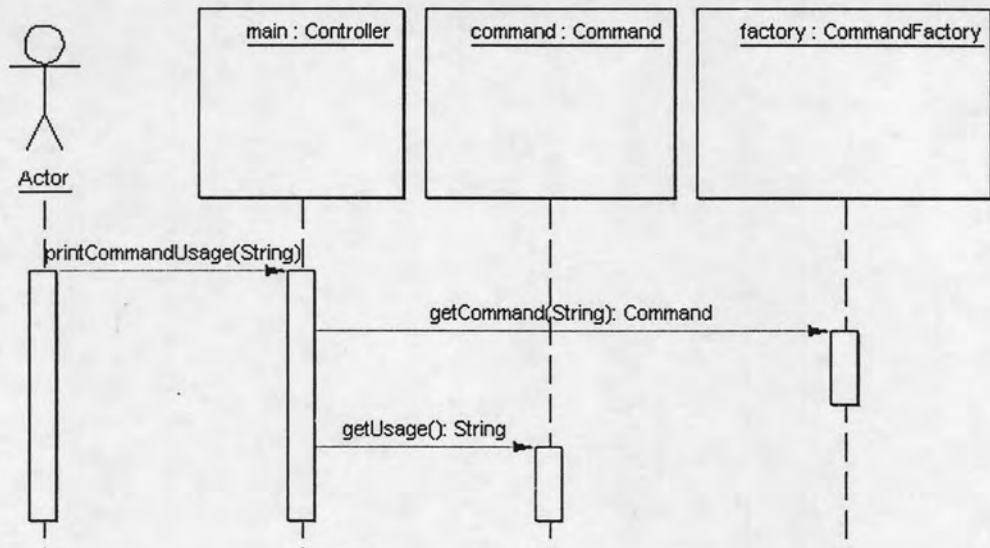 main : Controller
command : Command
factory : CommandFactory
Actor
printCommandUsage(String)
getCommand(String): Command
getUsage(): String